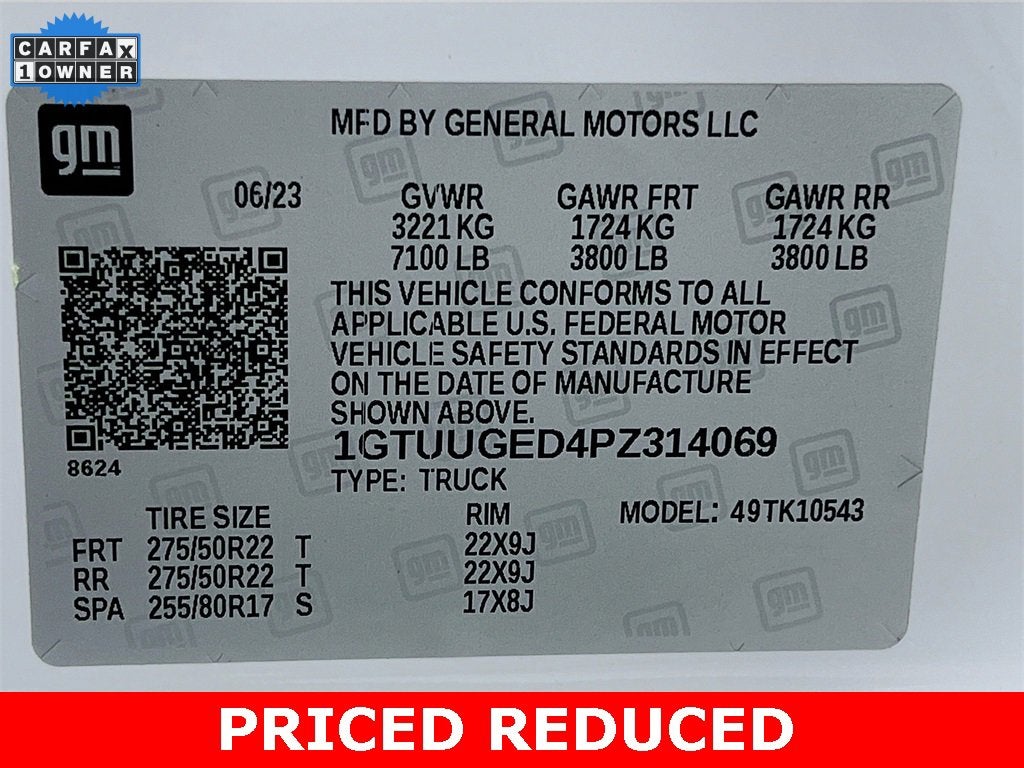 CARFAX
1 OWNER
gm
MFD BY GENERAL MOTORS LLC
06/23 GVWR GAWR FRT GAWR RR
3221 KG 1724 KG 1724 KG
7100 LB 3800 LB 3800 LB
THIS VEHICLE CONFORMS TO ALL
APPLICABLE U.S. FEDERAL MOTOR
VEHICLE SAFETY STANDARDS IN EFFECT
ON THE DATE OF MANUFACTURE
SHOWN ABOVE.
1GTUUGED4PZ314069
8624
TYPE: TRUCK
TIRE SIZE RIM MODEL: 49TK10543
FRT 275/50R22 T 22X9J
RR 275/50R22 T 22X9J
SPA 255/80R17 S 17X8J
PRICED REDUCED